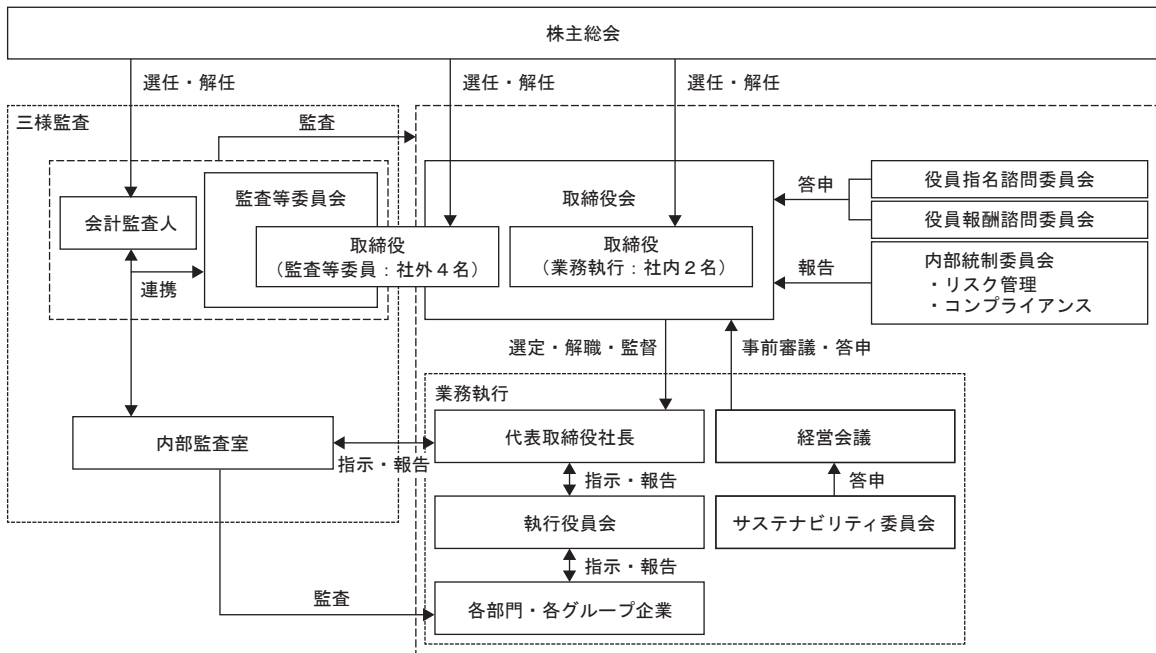 株主総会
選任・解任
選任・解任
選任・解任
三様監査
監査
会計監査人
監査等委員会
取締役
（監査等委員：社外４名）
連携
取締役会
取締役
（業務執行：社内２名）
答申
役員指名諮問委員会
役員報酬諮問委員会
報告
内部統制委員会
・リスク管理
・コンプライアンス
選定・解職・監督
事前審議・答申
業務執行
内部監査室
指示・報告
代表取締役社長
経営会議
指示・報告
答申
執行役員会
サステナビリティ委員会
指示・報告
監査
各部門・各グループ企業